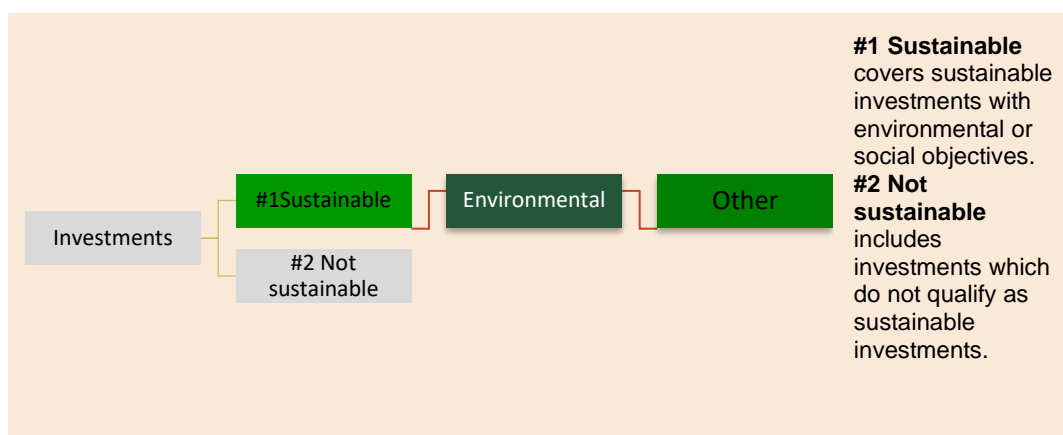 Investments
#1Sustainable
#2 Not
sustainable
Environmental
Other
#1 Sustainable
covers sustainable
investments with
environmental or
social objectives.
#2 Not
sustainable
includes
investments which
do not qualify as
sustainable
investments.